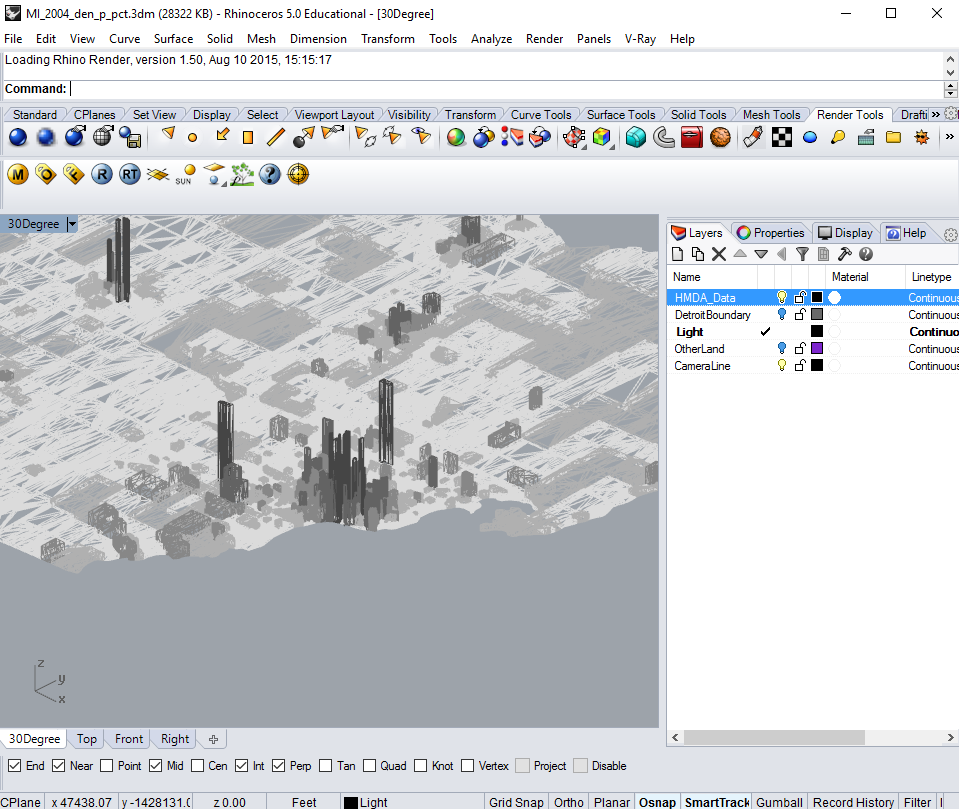 MI_2004_den_p_pct.3dm (28322 KB) - Rhinoceros 5.0 Educational - [30Degree]
File Edit View Curve Surface Solid Mesh Dimension Transform Tools Analyze Render Panels V-Ray Help
Loading Rhino Render, version 1.50, Aug 10 2015, 15:15:17
Command:
Standard CPlanes Set View Display Select Viewport Layout Visibility Transform Curve Tools Surface Tools Solid Tools Mesh Tools Render Tools Drafti »
»
M O F R RT SUN ?
30Degree
Layers Properties Display Help
Name Material Linetype
HMDA_Data Continuous
DetroitBoundary Continuous
Light Continuo
OtherLand Continuous
CameraLine Continuous
z
y
x
30Degree Top Front Right
End Near Point Mid Cen Int Perp Tan Quad Knot Vertex Project Disable
CPlane x 47438.07 y -1428131.0 z 0.00 Feet Light Grid Snap Ortho Planar Osnap SmartTrack Gumball Record History Filter